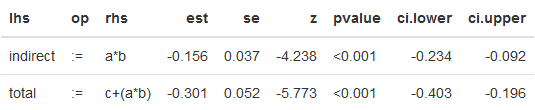 lhs op rhs est se z pvalue ci.lower ci.upper
indirect := a*b -0.156 0.037 -4.238 <0.001 -0.234 -0.092
total := c+(a*b) -0.301 0.052 -5.773 <0.001 -0.403 -0.196